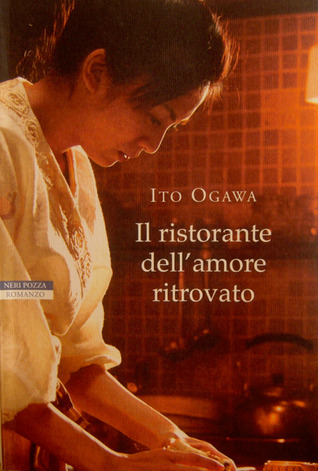 ITO OGAWA
Il ristorante
dell'amore
ritrovato
NERI POZZA
ROMANZO